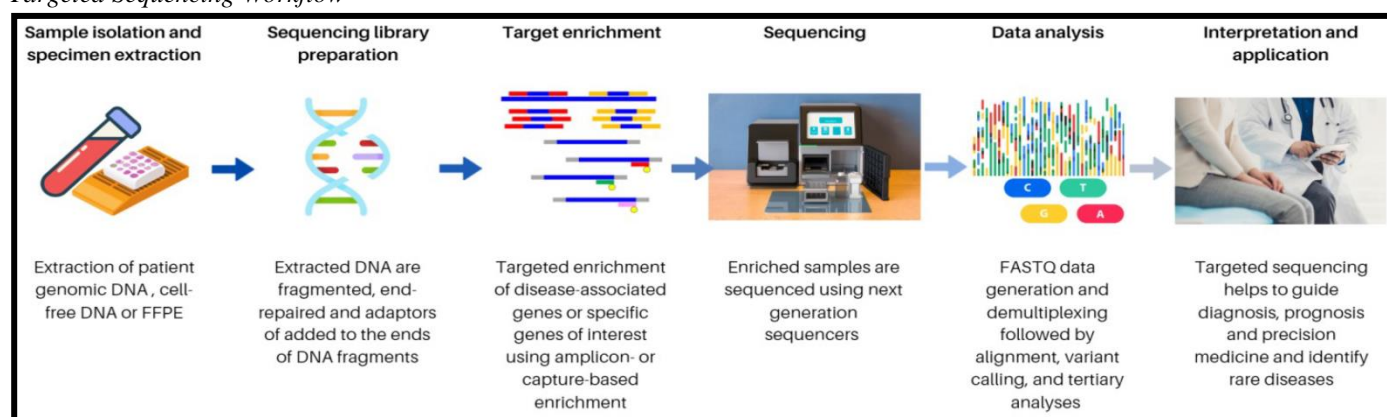 Targeted Sequencing Workflow
Sample isolation and
specimen extraction
Extraction of patient
genomic DNA , cell-
free DNA or FFPE
Sequencing library
preparation
Extracted DNA are
fragmented, end-
repaired and adaptors
of added to the ends
of DNA fragments
Target enrichment
Targeted enrichment
of disease-associated
genes or specific
genes of interest
using amplicon- or
capture-based
enrichment
Sequencing
Enriched samples are
sequenced using next
generation
sequencers
Data analysis
C T
G A
FASTQ data
generation and
demultiplexing
followed by
alignment, variant
calling, and tertiary
analyses
Interpretation and
application
Targeted sequencing
helps to guide
diagnosis, prognosis
and precision
medicine and identify
rare diseases